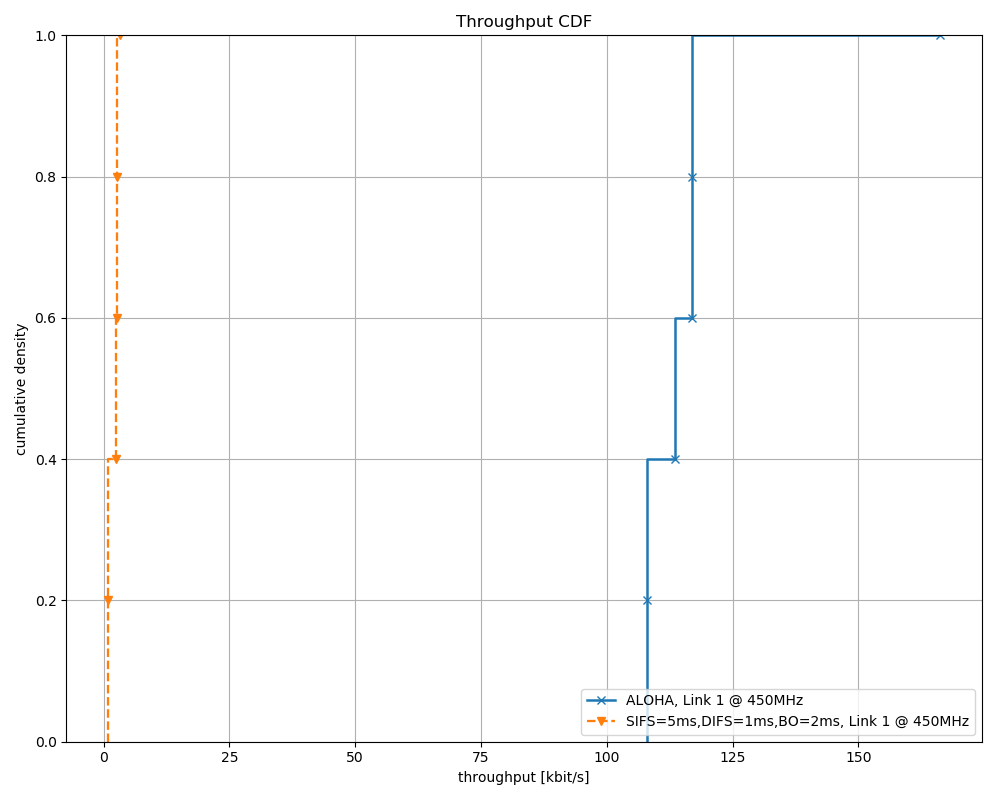 Throughput CDF
1.0
0.8
0.6
0.4
0.2
0.0
cumulative density
0 25 50 75 100 125 150
throughput [kbit/s]
ALOHA, Link 1 @ 450MHz
SIFS=5ms,DIFS=1ms,BO=2ms, Link 1 @ 450MHz